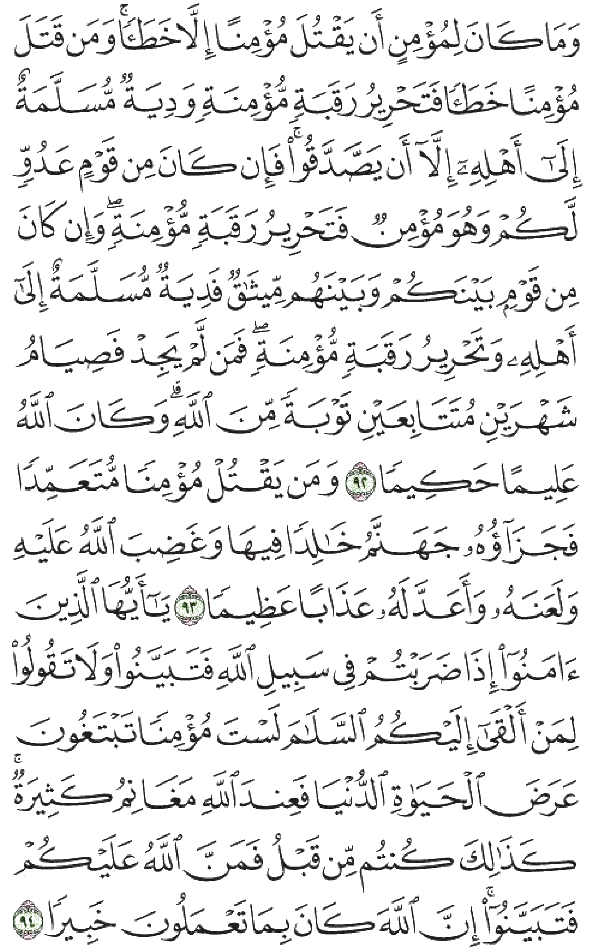 وَمَا كَانَ لِمُؤْمِنٍ أَن يَقْتُلَ مُؤْمِنًا إِلَّا خَطَـًٔا ۚ وَمَن قَتَلَ
مُؤْمِنًا خَطَـًٔا فَتَحْرِيرُ رَقَبَةٍ مُّؤْمِنَةٍ وَدِيَةٌ مُّسَلَّمَةٌ
إِلَىٰٓ أَهْلِهِۦٓ إِلَّآ أَن يَصَّدَّقُوا۟ ۚ فَإِن كَانَ مِن قَوْمٍ عَدُوٍّ
لَّكُمْ وَهُوَ مُؤْمِنٌ فَتَحْرِيرُ رَقَبَةٍ مُّؤْمِنَةٍ ۖ وَإِن كَانَ
مِن قَوْمٍۭ بَيْنَكُمْ وَبَيْنَهُم مِّيثَـٰقٌ فَدِيَةٌ مُّسَلَّمَةٌ إِلَىٰٓ
أَهْلِهِۦ وَتَحْرِيرُ رَقَبَةٍ مُّؤْمِنَةٍ ۖ فَمَن لَّمْ يَجِدْ فَصِيَامُ
شَهْرَيْنِ مُتَتَابِعَيْنِ تَوْبَةً مِّنَ ٱللَّهِ ۗ وَكَانَ ٱللَّهُ
عَلِيمًا حَكِيمًا ٩٢ وَمَن يَقْتُلْ مُؤْمِنًا مُّتَعَمِّدًا
فَجَزَآؤُهُۥ جَهَنَّمُ خَـٰلِدًا فِيهَا وَغَضِبَ ٱللَّهُ عَلَيْهِ
وَلَعَنَهُۥ وَأَعَدَّ لَهُۥ عَذَابًا عَظِيمًا ٩٣ يَـٰٓأَيُّهَا ٱلَّذِينَ
ءَامَنُوٓا۟ إِذَا ضَرَبْتُمْ فِى سَبِيلِ ٱللَّهِ فَتَبَيَّنُوا۟ وَلَا تَقُولُوا۟
لِمَنْ أَلْقَىٰٓ إِلَيْكُمُ ٱلسَّلَـٰمَ لَسْتَ مُؤْمِنًا تَبْتَغُونَ
عَرَضَ ٱلْحَيَوٰةِ ٱلدُّنْيَا فَعِندَ ٱللَّهِ مَغَانِمُ كَثِيرَةٌ ۚ
كَذَٰلِكَ كُنتُم مِّن قَبْلُ فَمَنَّ ٱللَّهُ عَلَيْكُمْ
فَتَبَيَّنُوٓا۟ ۚ إِنَّ ٱللَّهَ كَانَ بِمَا تَعْمَلُونَ خَبِيرًا ٩٤